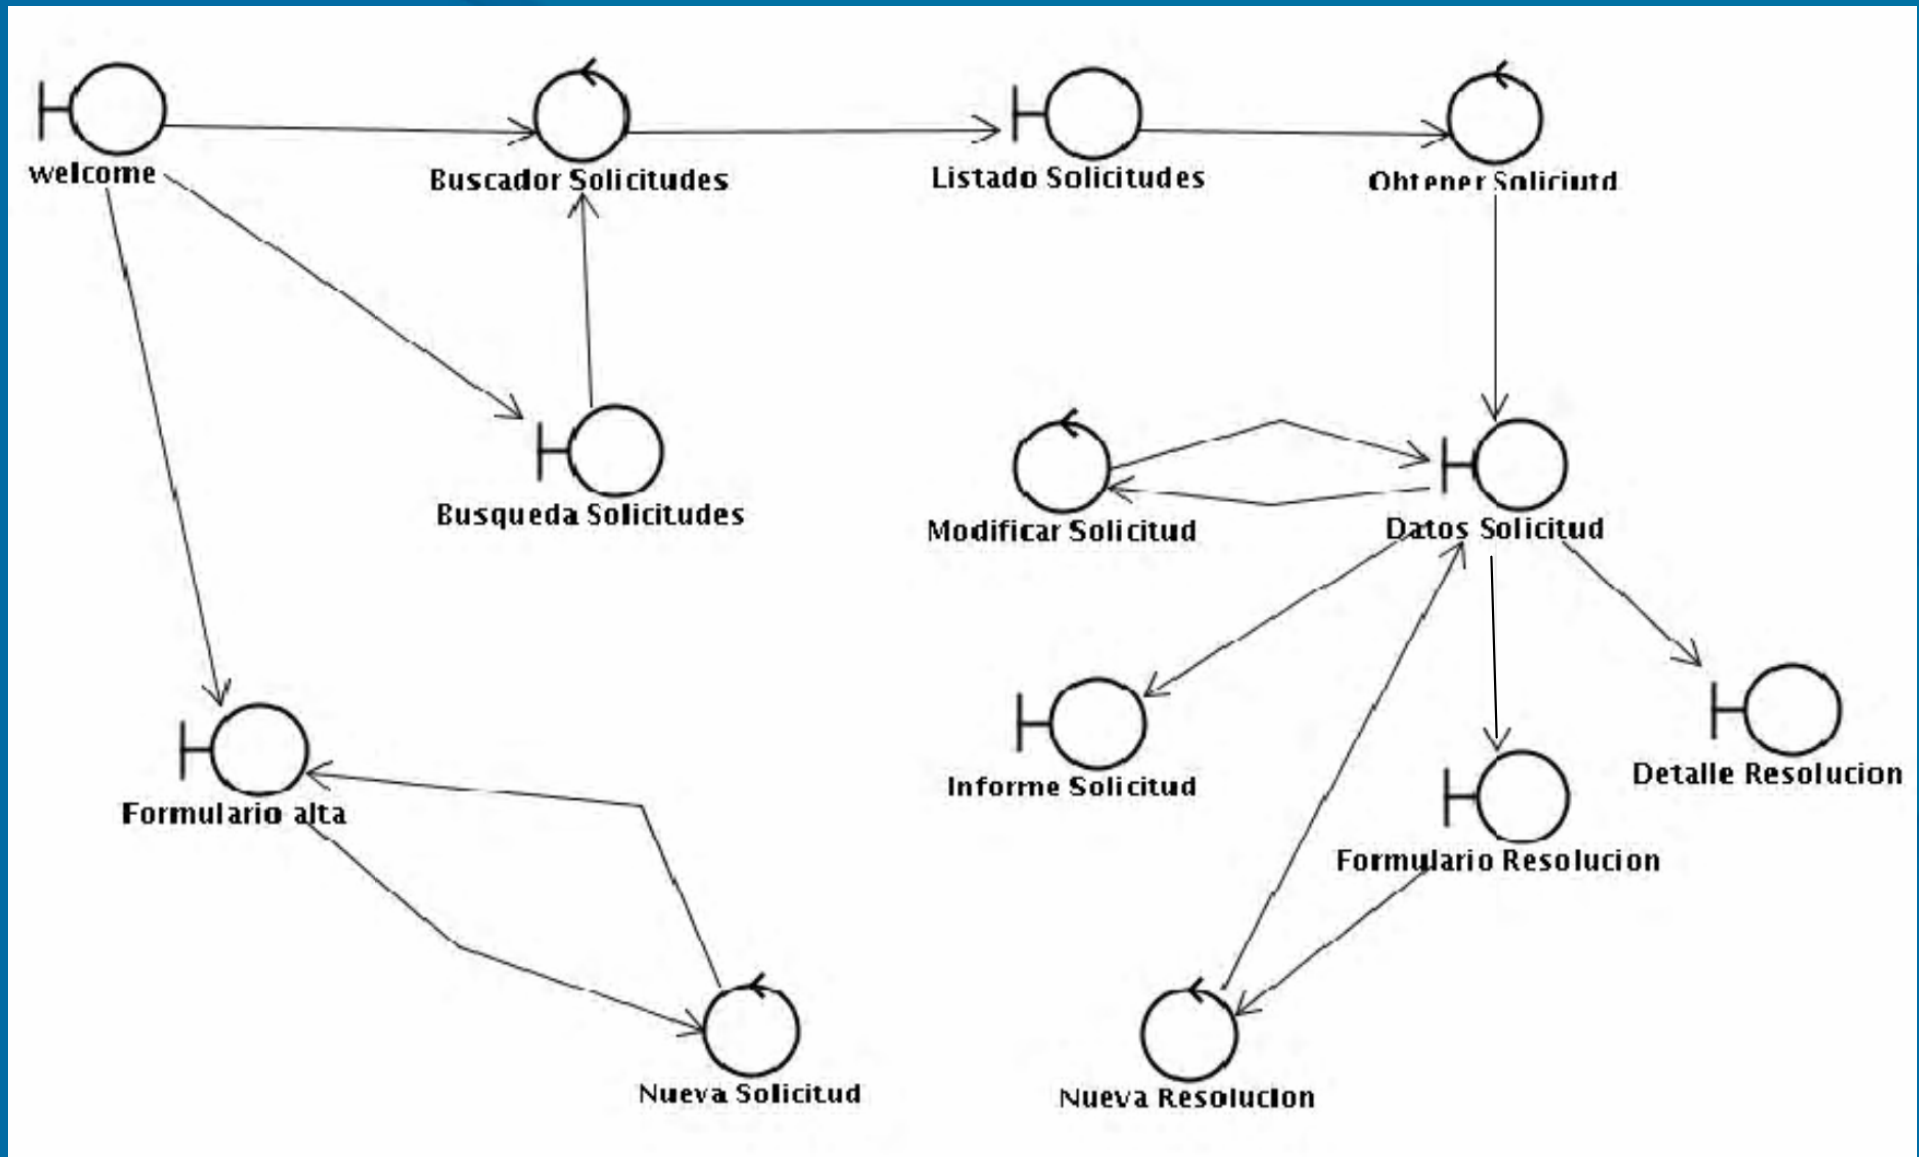 welcome
Buscador Solicitudes
Listado Solicitudes
Obtener Soliciutd
Busqueda Solicitudes
Modificar Solicitud
Datos Solicitud
Informe Solicitud
Detalle Resolucion
Formulario alta
Formulario Resolucion
Nueva Solicitud
Nueva Resolucion